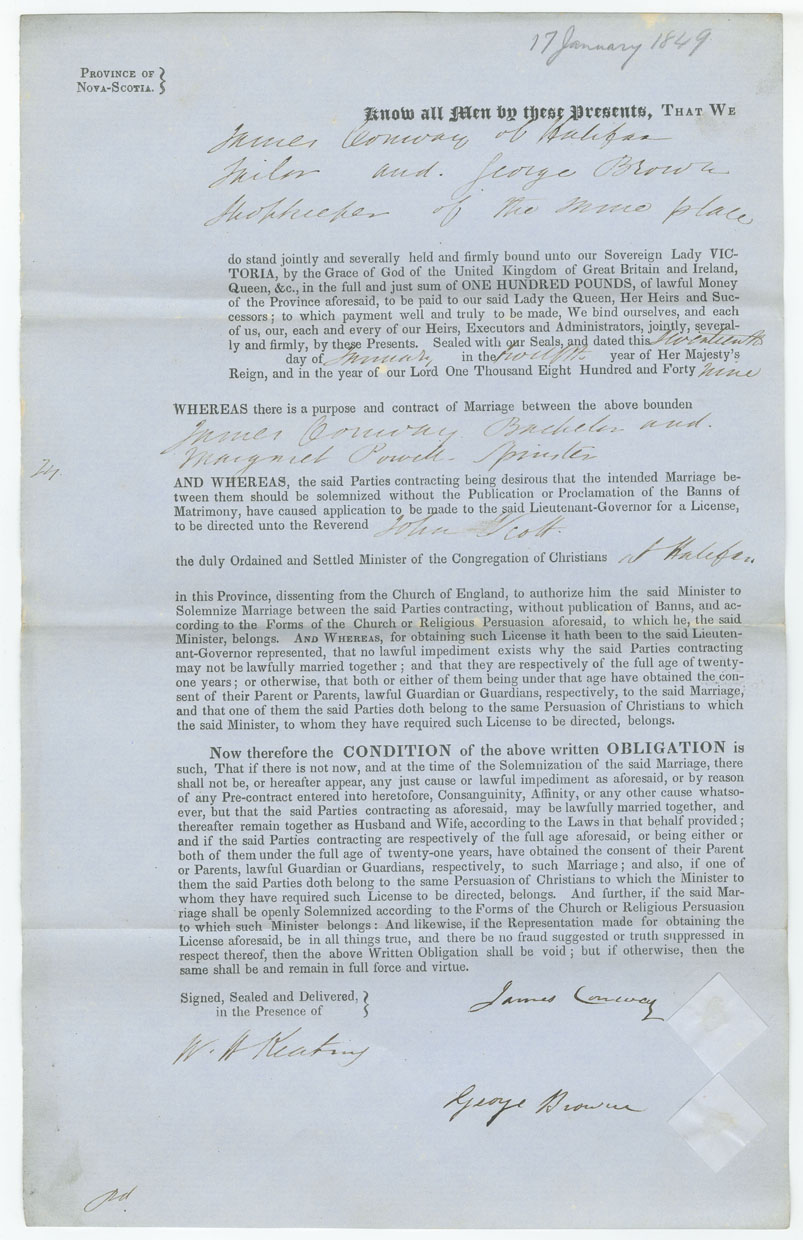 17 January 1849
PROVINCE OF
NOVA-SCOTIA.
Know all Men by these Presents, THAT WE
James Conway of Halifax
Tailor and. George Brown
Shopkeeper of the same place
do stand jointly and severally held and firmly bound unto our Sovereign Lady VIC-
TORIA, by the Grace of God of the United Kingdom of Great Britain and Ireland,
Queen, &c., in the full and just sum of ONE HUNDRED POUNDS, of lawful Money
of the Province aforesaid, to be paid to our said Lady the Queen, Her Heirs and Suc-
cessors; to which payment well and truly to be made, We bind ourselves, and each
of us, our, each and every of our Heirs, Executors and Administrators, jointly, several-
ly and firmly, by these Presents. Sealed with our Seals, and dated this Seventeenth
day of January in the twelfth year of Her Majesty's
Reign, and in the year of our Lord One Thousand Eight Hundred and Forty nine
WHEREAS there is a purpose and contract of Marriage between the above bounden
James Conway Bachelor and.
Margaret Powell Spinster
AND WHEREAS, the said Parties contracting being desirous that the intended Marriage be-
tween them should be solemnized without the Publication or Proclamation of the Banns of
Matrimony, have caused application to be made to the said Lieutenant-Governor for a License,
to be directed unto the Reverend John Scott
the duly Ordained and Settled Minister of the Congregation of Christians at Halifax
in this Province, dissenting from the Church of England, to authorize him the said Minister to
Solemnize Marriage between the said Parties contracting, without publication of Banns, and ac-
cording to the Forms of the Church or Religious Persuasion aforesaid, to which he, the said
Minister, belongs. AND WHEREAS, for obtaining such License it hath been to the said Lieuten-
ant-Governor represented, that no lawful impediment exists why the said Parties contracting
may not be lawfully married together; and that they are respectively of the full age of twenty-
one years; or otherwise, that both or either of them being under that age have obtained the con-
sent of their Parent or Parents, lawful Guardian or Guardians, respectively, to the said Marriage,
and that one of them the said Parties doth belong to the same Persuasion of Christians to which
the said Minister, to whom they have required such License to be directed, belongs.
Now therefore the CONDITION of the above written OBLIGATION is
such, That if there is not now, and at the time of the Solemnization of the said Marriage, there
shall not be, or hereafter appear, any just cause or lawful impediment as aforesaid, or by reason
of any Pre-contract entered into heretofore, Consanguinity, Affinity, or any other cause whatso-
ever, but that the said Parties contracting as aforesaid, may be lawfully married together, and
thereafter remain together as Husband and Wife, according to the Laws in that behalf provided;
and if the said Parties contracting are respectively of the full age aforesaid, or being either or
both of them under the full age of twenty-one years, have obtained the consent of their Parent
or Parents, lawful Guardian or Guardians, respectively, to such Marriage; and also, if one of
them the said Parties doth belong to the same Persuasion of Christians to which the Minister to
whom they have required such License to be directed, belongs. And further, if the said Mar-
riage shall be openly Solemnized according to the Forms of the Church or Religious Persuasion
to which such Minister belongs: And likewise, if the Representation made for obtaining the
License aforesaid, be in all things true, and there be no fraud suggested or truth suppressed in
respect thereof, then the above Written Obligation shall be void; but if otherwise, then the
same shall be and remain in full force and virtue.
Signed, Sealed and Delivered,
in the Presence of
James Conway
W. H Keating
George Browne